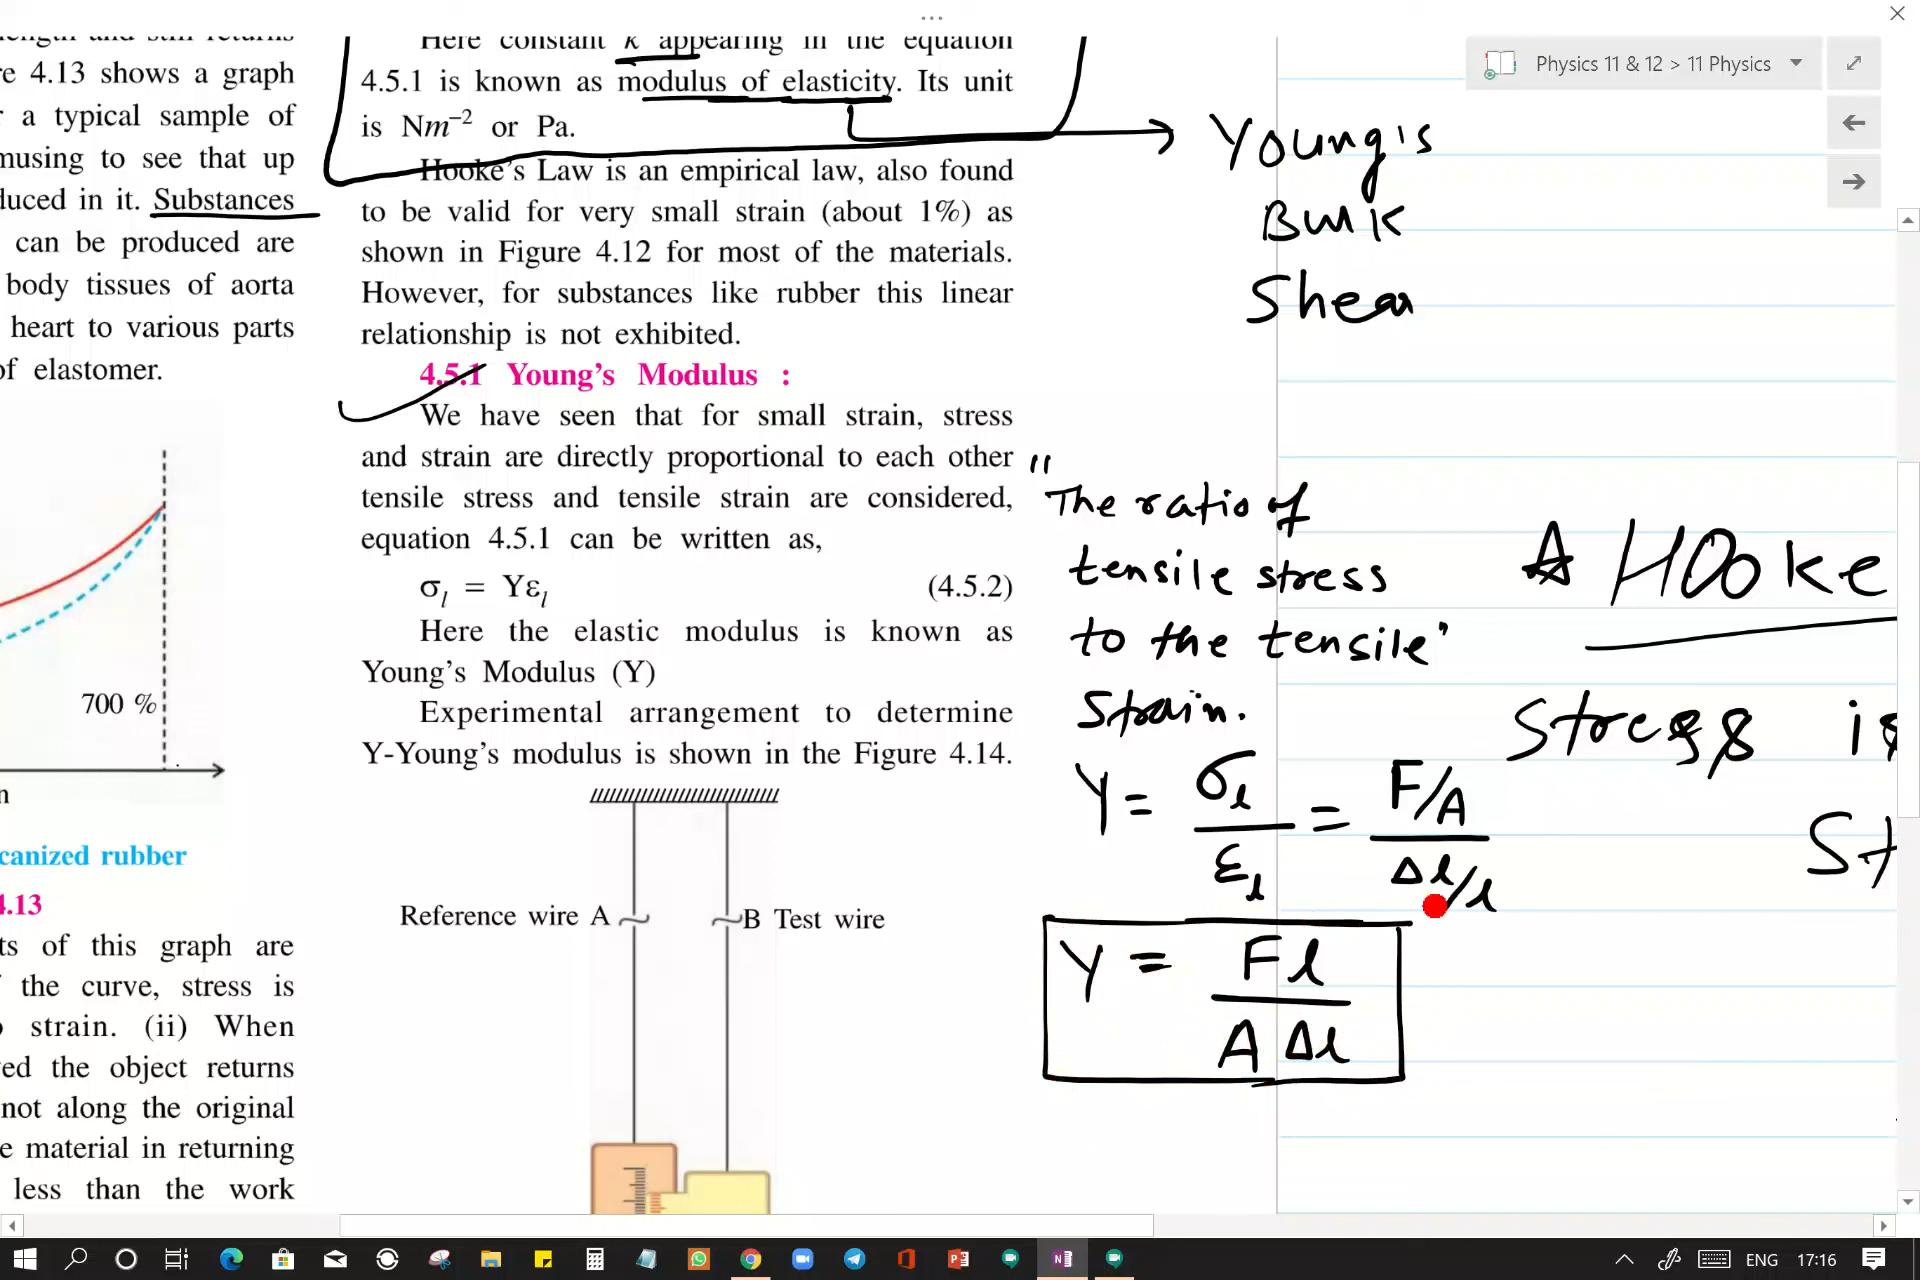 Physics 11 & 12 > 11 Physics
re 4.13 shows a graph
a typical sample of
musing to see that up
duced in it. Substances
can be produced are
body tissues of aorta
heart to various parts
of elastomer.
700 %
canized rubber
4.13
ts of this graph are
the curve, stress is
strain. (ii) When
ved the object returns
not along the original
e material in returning
less than the work
Here constant k appearing in the equation
4.5.1 is known as modulus of elasticity. Its unit
is Nm⁻² or Pa.
Hooke's Law is an empirical law, also found
to be valid for very small strain (about 1%) as
shown in Figure 4.12 for most of the materials.
However, for substances like rubber this linear
relationship is not exhibited.
4.5.1 Young's Modulus :
We have seen that for small strain, stress
and strain are directly proportional to each other
tensile stress and tensile strain are considered,
equation 4.5.1 can be written as,
σₗ = Yεₗ (4.5.2)
Here the elastic modulus is known as
Young's Modulus (Y)
Experimental arrangement to determine
Y-Young's modulus is shown in the Figure 4.14.
Reference wire A
B Test wire
Young's
Bulk
Shear
"The ratio of
tensile stress
to the tensile"
Strain.
Y = σₗ / εₗ = F/A / Δl/l
Y = Fl / A Δl
Hooke
Stress is
St
ENG 17:16